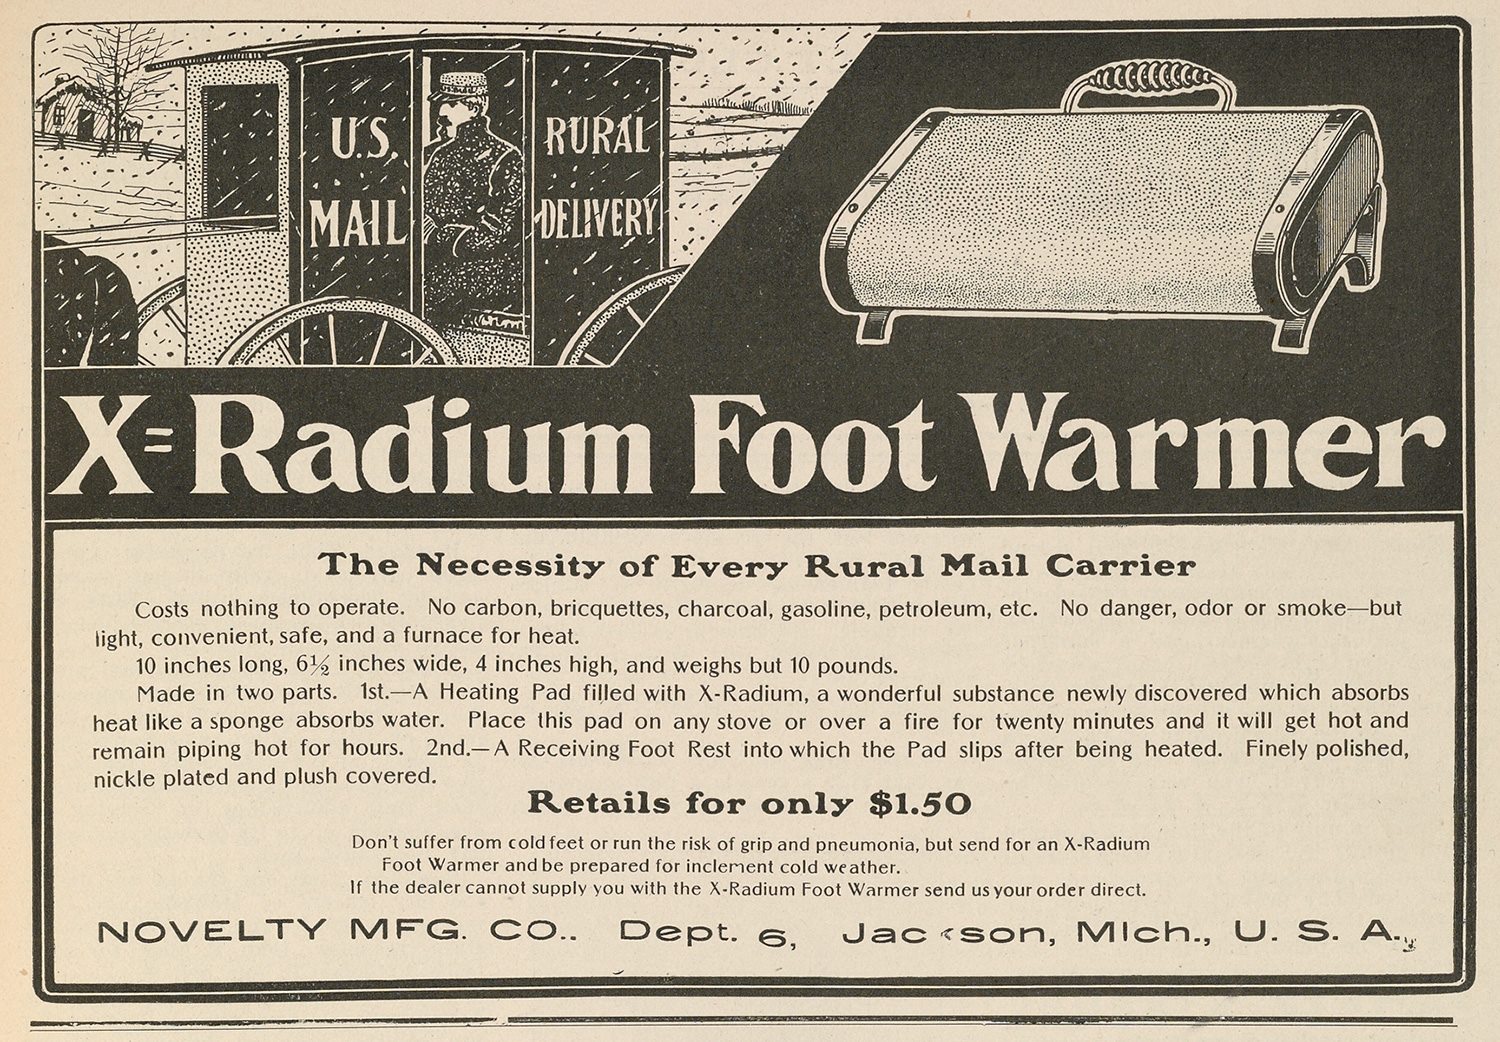 U.S. MAIL
RURAL DELIVERY
X=Radium Foot Warmer
The Necessity of Every Rural Mail Carrier
Costs nothing to operate. No carbon, bricquettes, charcoal, gasoline, petroleum, etc. No danger, odor or smoke—but
light, convenient, safe, and a furnace for heat.
10 inches long, 6½ inches wide, 4 inches high, and weighs but 10 pounds.
Made in two parts. 1st.—A Heating Pad filled with X-Radium, a wonderful substance newly discovered which absorbs
heat like a sponge absorbs water. Place this pad on any stove or over a fire for twenty minutes and it will get hot and
remain piping hot for hours. 2nd.—A Receiving Foot Rest into which the Pad slips after being heated. Finely polished,
nickle plated and plush covered.
Retails for only $1.50
Don't suffer from cold feet or run the risk of grip and pneumonia, but send for an X-Radium
Foot Warmer and be prepared for inclement cold weather.
If the dealer cannot supply you with the X-Radium Foot Warmer send us your order direct.
NOVELTY MFG. CO.. Dept. 6, Jackson, Mich., U. S. A.